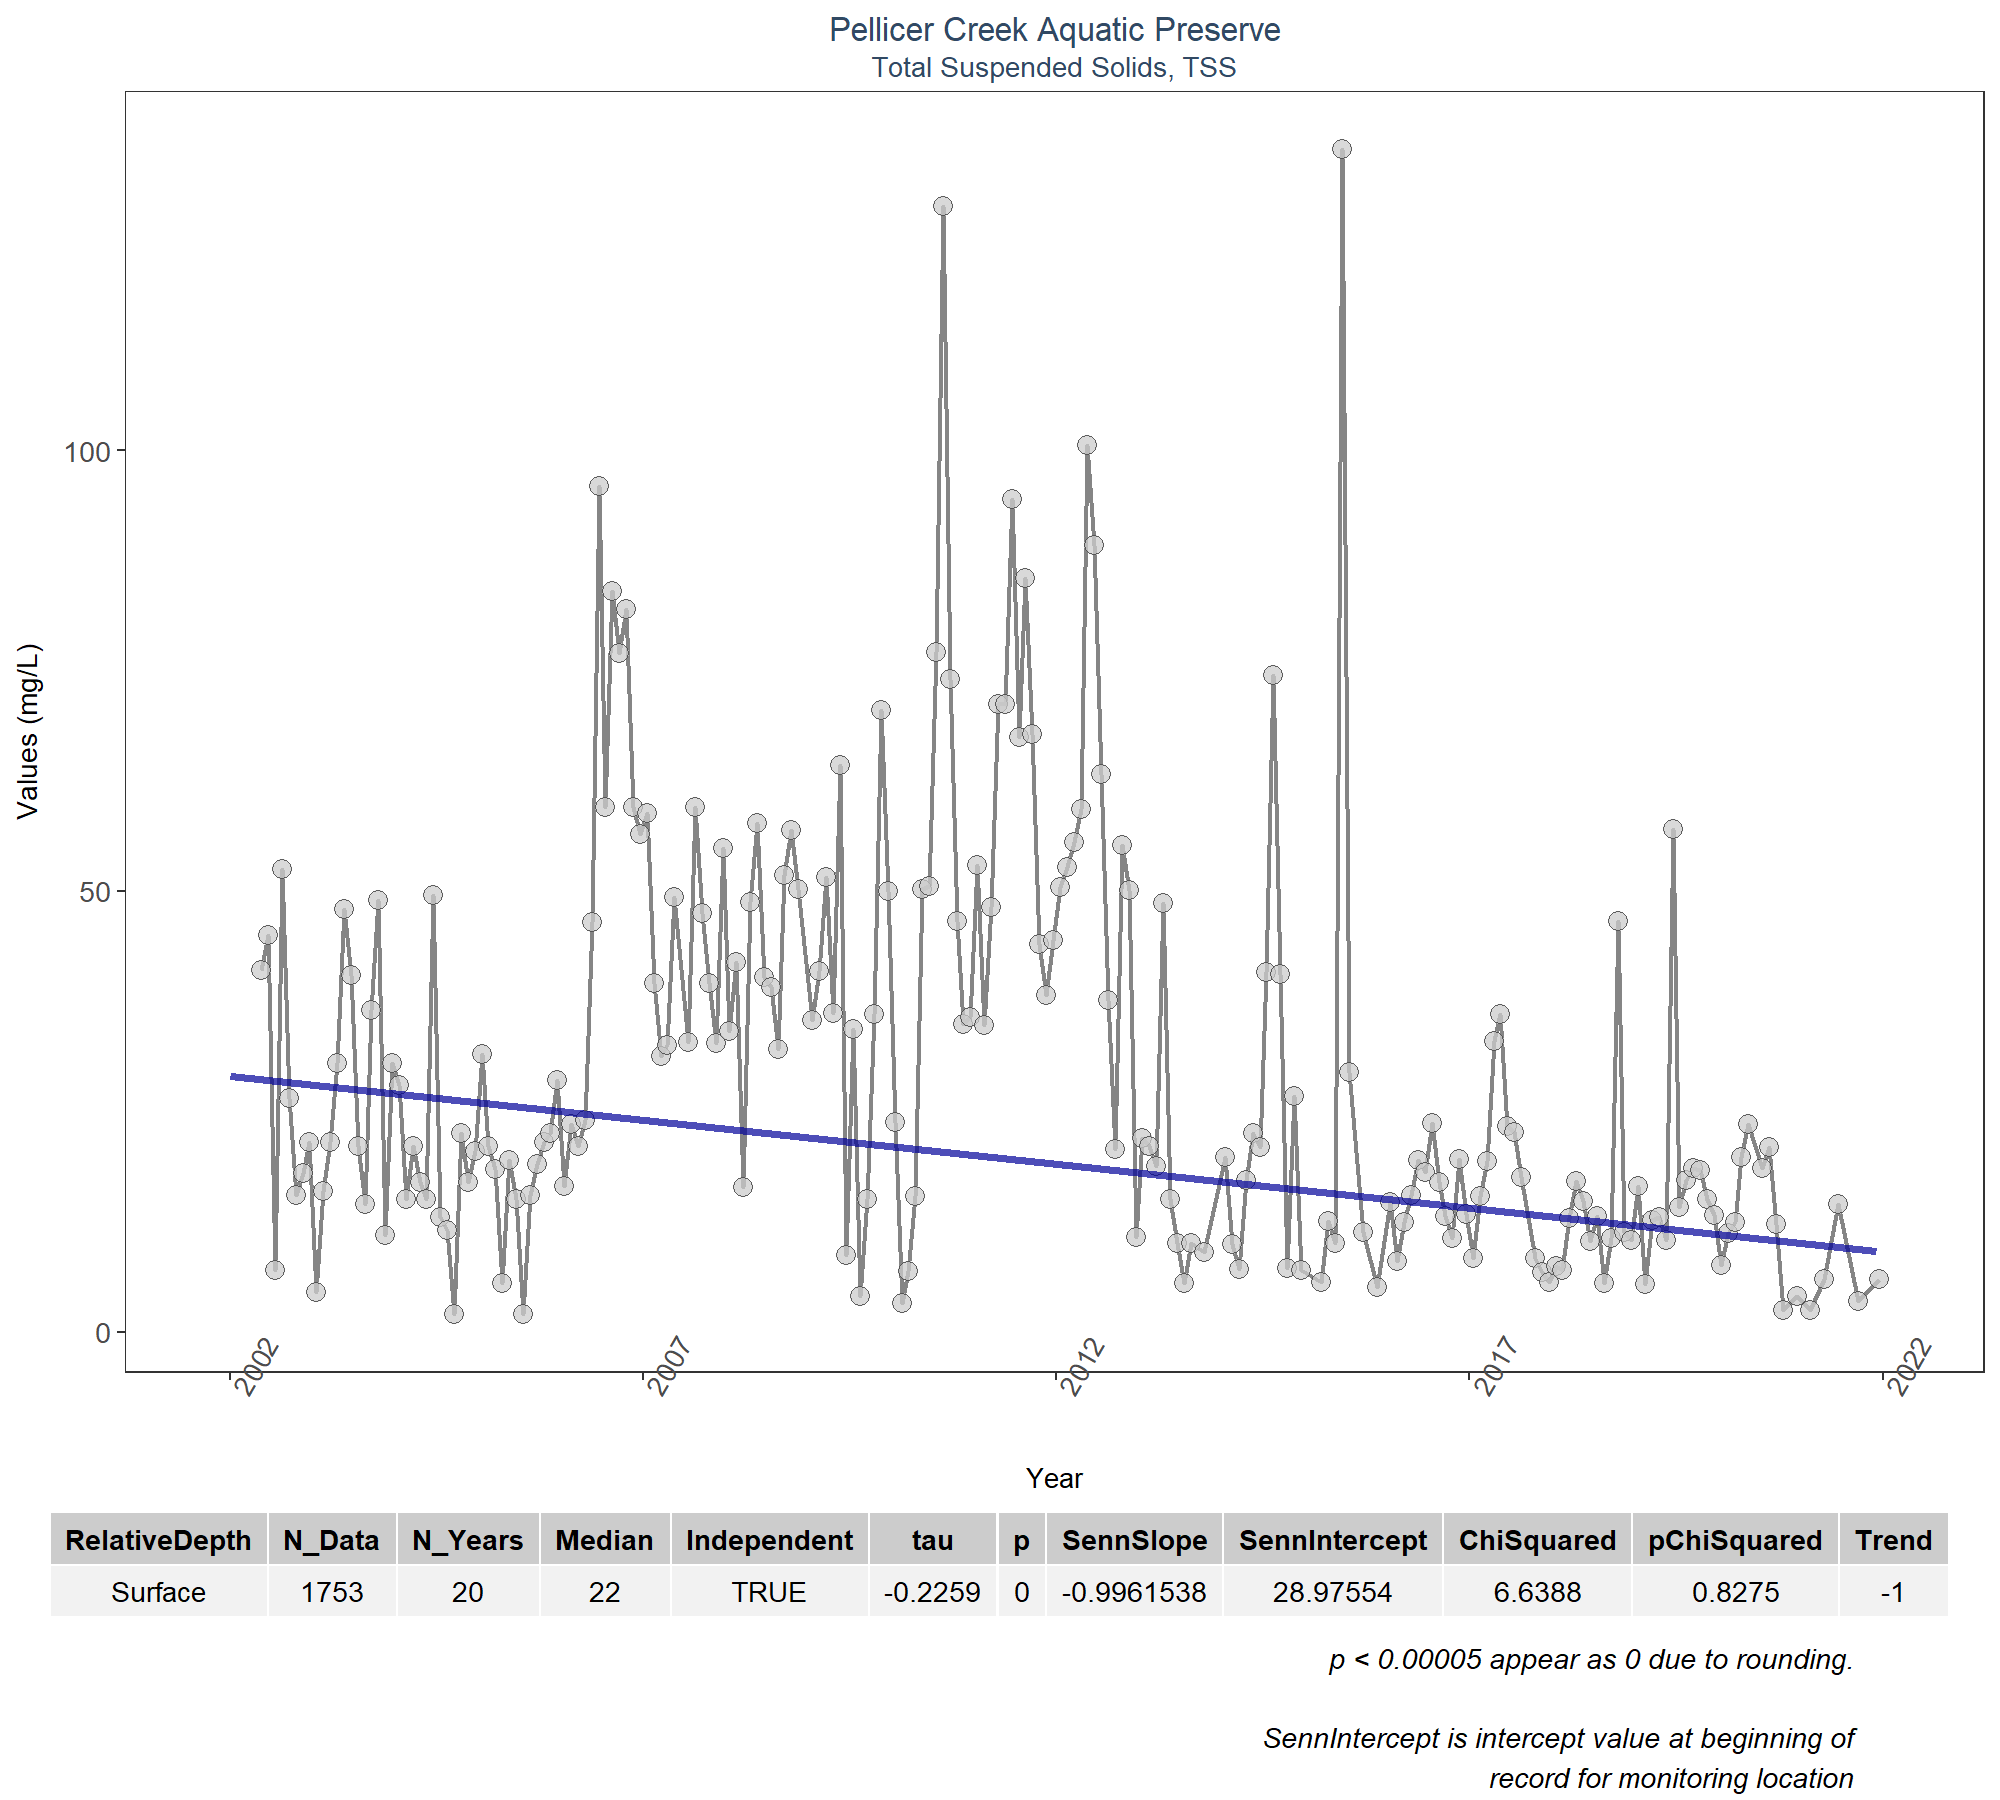 Pellicer Creek Aquatic Preserve
Total Suspended Solids, TSS
Values (mg/L)
100
50
0
2002 2007 2012 2017 2022
Year
RelativeDepth N_Data N_Years Median Independent tau p SennSlope SennIntercept ChiSquared pChiSquared Trend
Surface 1753 20 22 TRUE -0.2259 0 -0.9961538 28.97554 6.6388 0.8275 -1
p < 0.00005 appear as 0 due to rounding.
SennIntercept is intercept value at beginning of
record for monitoring location